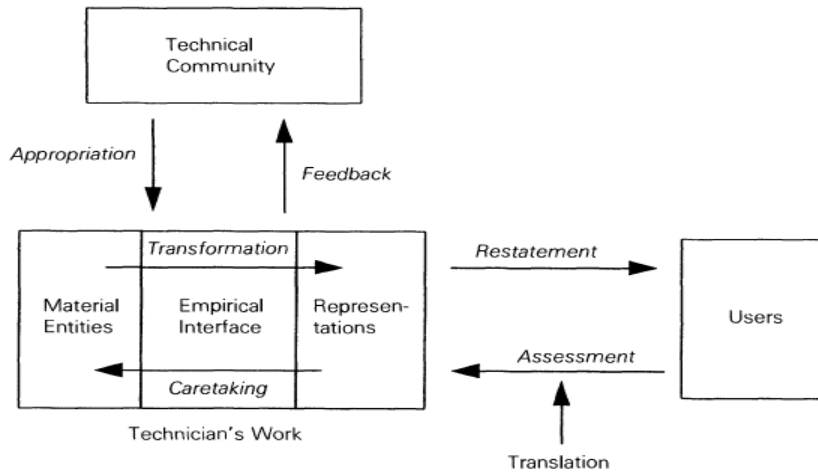 Technical
Community
Appropriation
Feedback
Transformation
Restatement
Material
Entities
Empirical
Interface
Represen-
tations
Users
Assessment
Caretaking
Technician's Work
Translation